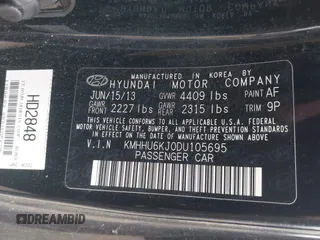 MANUFACTURED IN KOREA BY
HYUNDAI MOTOR COMPANY
JUN/15/13 GVWR 4409 lbs PAINT AF
GAWR FRONT 2227 lbs GAWR REAR 2315 lbs TRIM 9P
THIS VEHICLE CONFORMS TO ALL APPLICABLE
U.S.FEDERAL MOTOR VEHICLE SAFETY, BUMPER,
AND THEFT PREVENTION STANDARDS IN EFFECT ON
THE DATE OF MANUFACTURE SHOWN ABOVE.
V.I.N KMHHU6KJ0DU105695
PASSENGER CAR
HD2848
DREAMBID